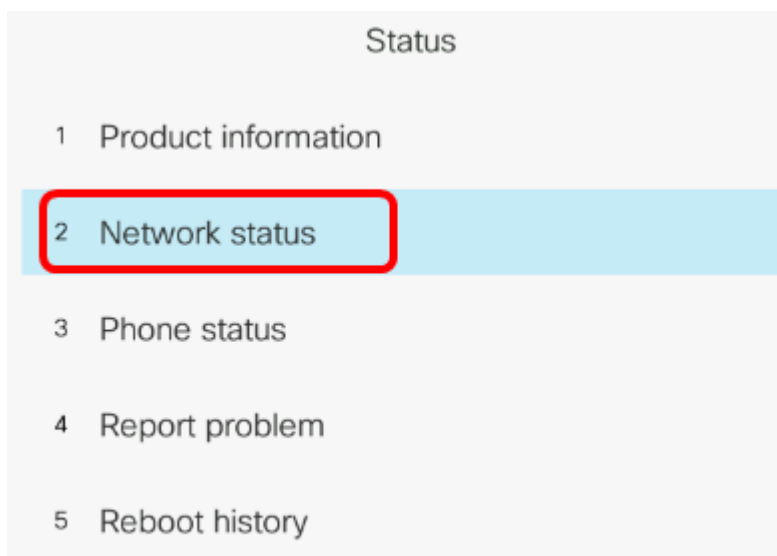 Status
1 Product information
2 Network status
3 Phone status
4 Report problem
5 Reboot history